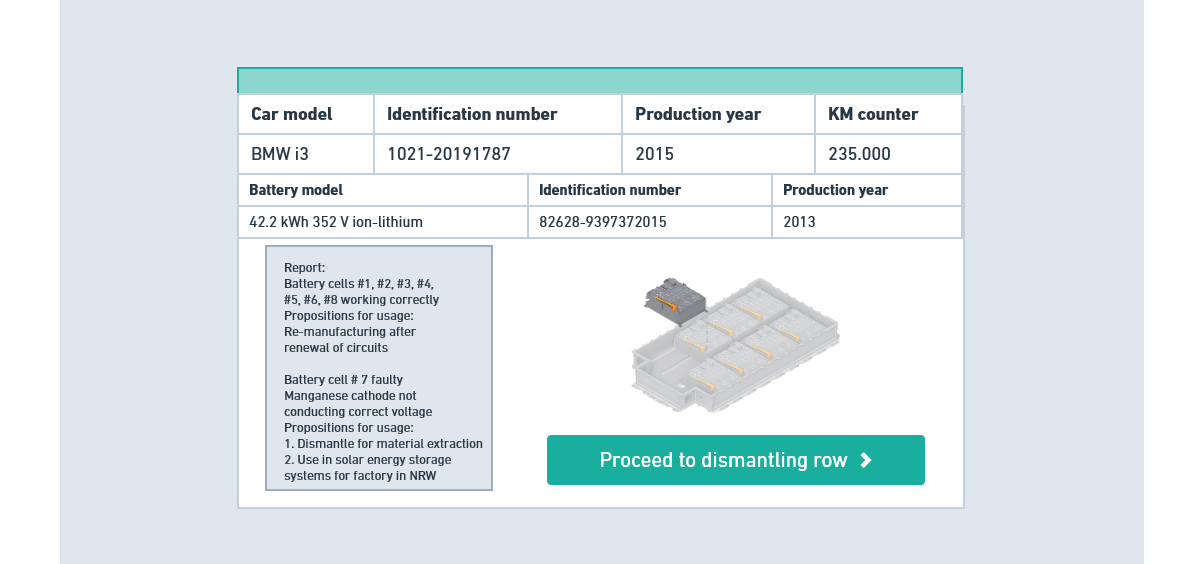 Car model Identification number Production year KM counter
BMW i3 1021-20191787 2015 235.000
Battery model Identification number Production year
42.2 kWh 352 V ion-lithium 82628-9397372015 2013
Report:
Battery cells #1, #2, #3, #4,
#5, #6, #8 working correctly
Propositions for usage:
Re-manufacturing after
renewal of circuits
Battery cell # 7 faulty
Manganese cathode not
conducting correct voltage
Propositions for usage:
1. Dismantle for material extraction
2. Use in solar energy storage
systems for factory in NRW
Proceed to dismantling row